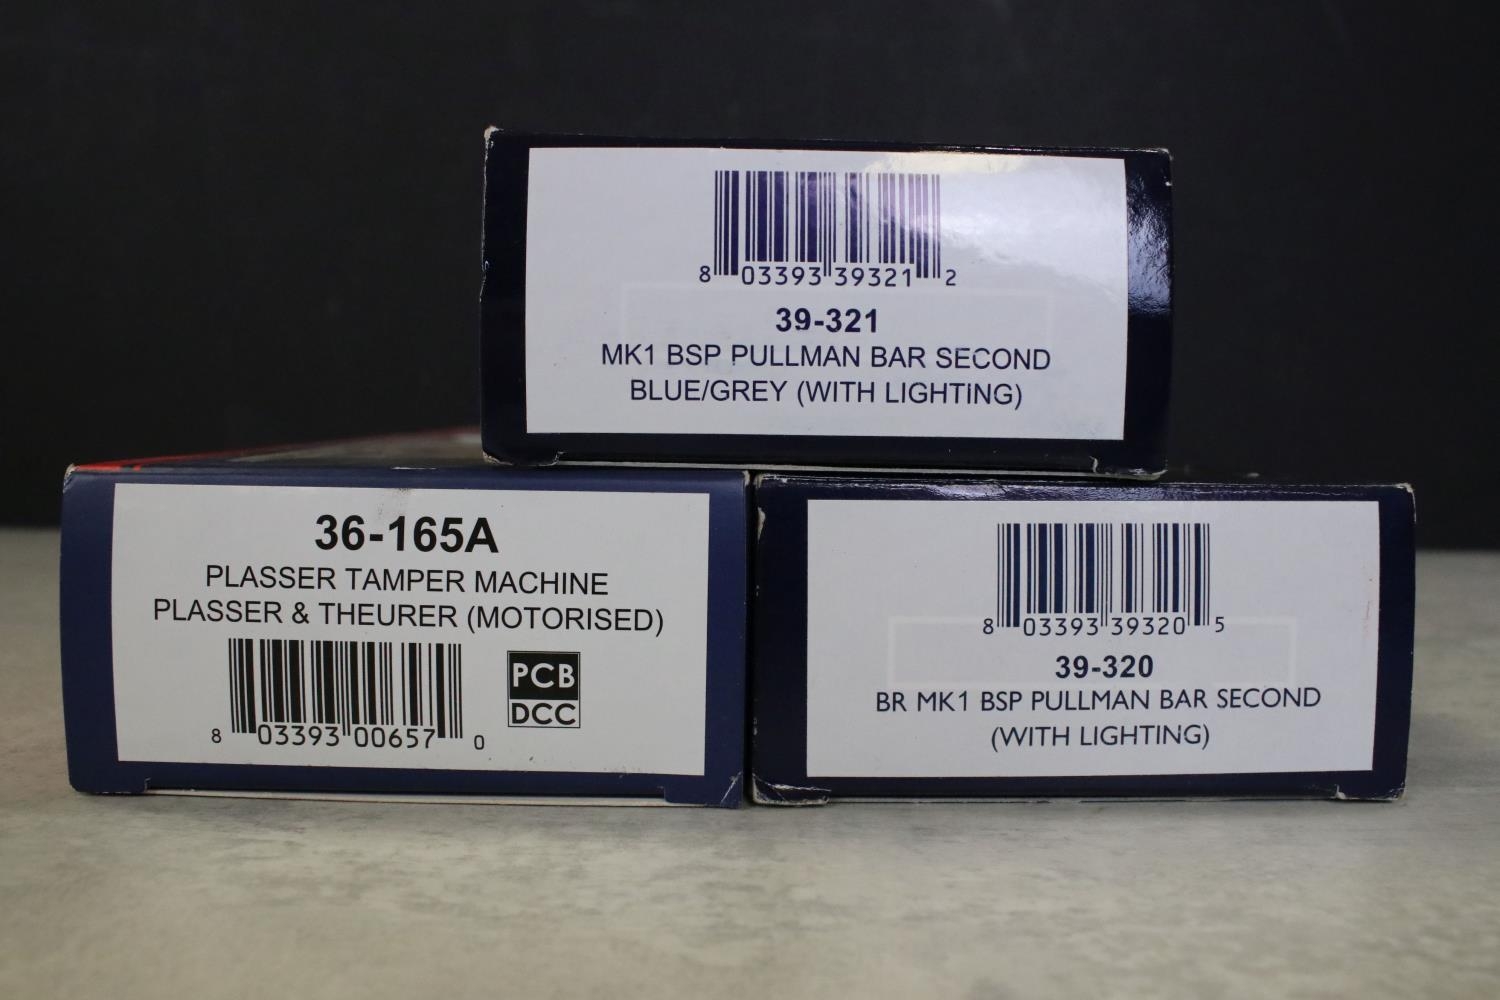 8 03393 39321 2
39-321
MK1 BSP PULLMAN BAR SECOND
BLUE/GREY (WITH LIGHTING)
36-165A
PLASSER TAMPER MACHINE
PLASSER & THEURER (MOTORISED)
8 03393 00657 0
PCB
DCC
8 03393 39320 5
39-320
BR MK1 BSP PULLMAN BAR SECOND
(WITH LIGHTING)